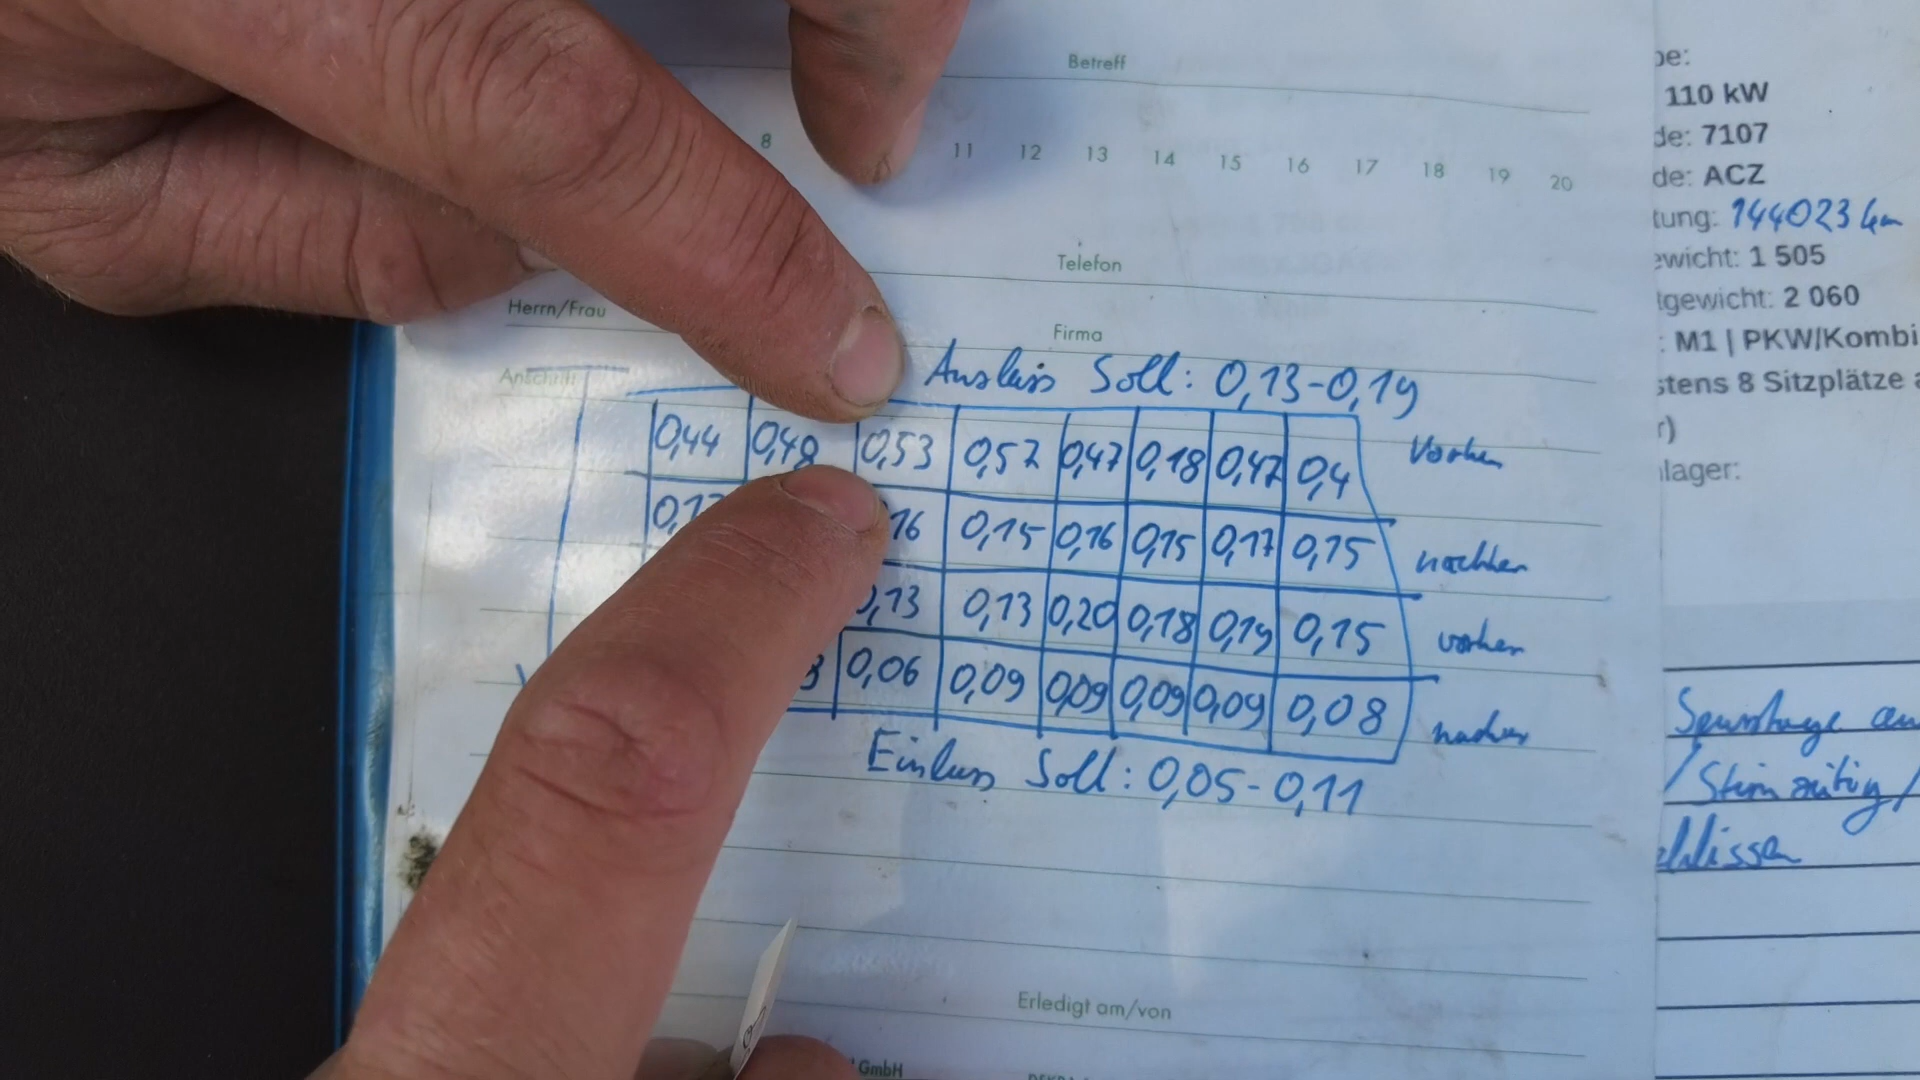 Betreff
8 11 12 13 14 15 16 17 18 19 20
Telefon
Herrn/Frau
Firma
Anschrift
Auslass Soll: 0,13-0,19
0,44 0,48 0,53 0,52 0,47 0,18 0,47 0,4 Vorher
16 0,15 0,16 0,15 0,17 0,15 nachher
0,13 0,13 0,20 0,18 0,19 0,15 vorher
3 0,06 0,09 0,09 0,09 0,09 0,08 nachher
Einlass Soll: 0,05-0,11
Erledigt am/von
GmbH
be:
110 kW
de: 7107
de: ACZ
tung: 144023 km
ewicht: 1 505
tgewicht: 2 060
: M1 | PKW/Kombi
stens 8 Sitzplätze a
r)
lager: